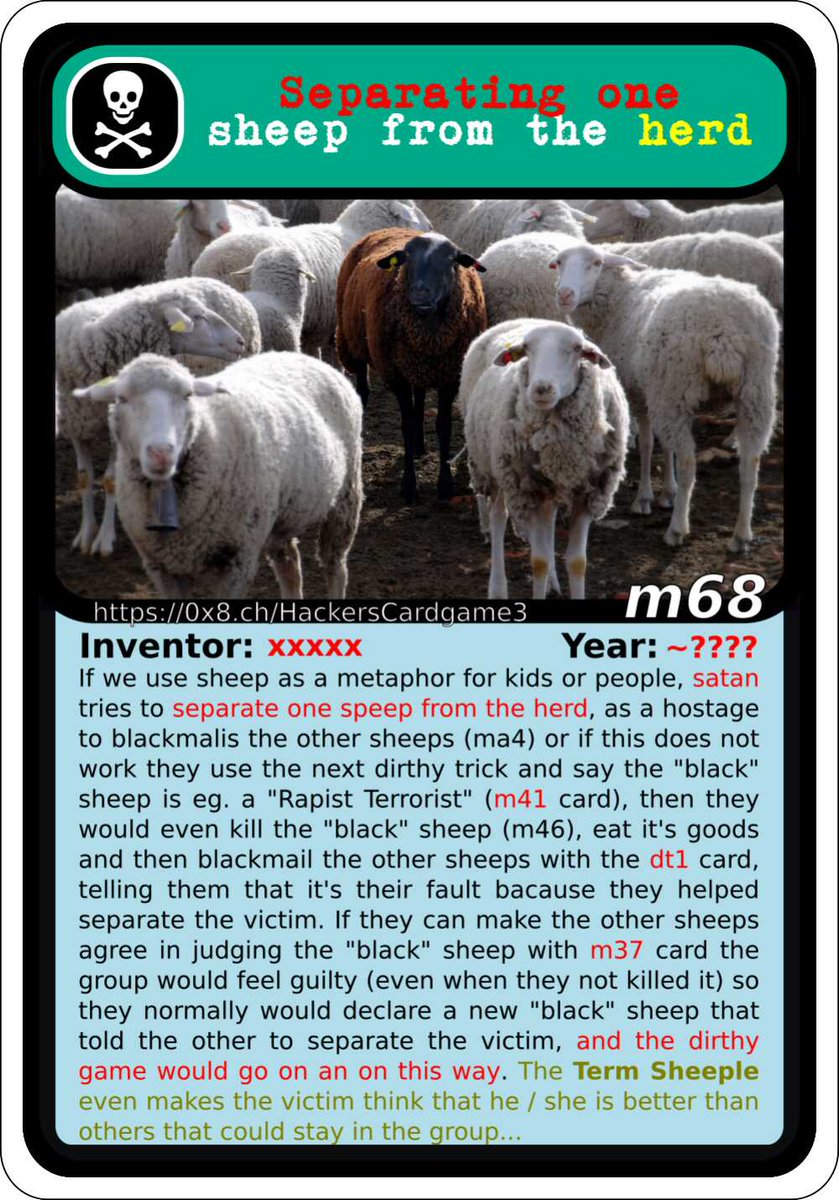 Separating one
sheep from the herd
https://0x8.ch/HackersCardgame3
m68
Inventor: xxxxx Year: ~????
If we use sheep as a metaphor for kids or people, satan
tries to separate one speep from the herd, as a hostage
to blackmalis the other sheeps (ma4) or if this does not
work they use the next dirthy trick and say the "black"
sheep is eg. a "Rapist Terrorist" (m41 card), then they
would even kill the "black" sheep (m46), eat it's goods
and then blackmail the other sheeps with the dt1 card,
telling them that it's their fault bacause they helped
separate the victim. If they can make the other sheeps
agree in judging the "black" sheep with m37 card the
group would feel guilty (even when they not killed it) so
they normally would declare a new "black" sheep that
told the other to separate the victim, and the dirthy
game would go on an on this way. The Term Sheeple
even makes the victim think that he / she is better than
others that could stay in the group...